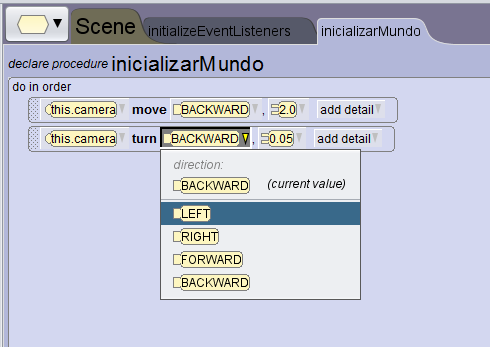 Scene initializeEventListeners inicializarMundo
declare procedure inicializarMundo
do in order
this.camera move BACKWARD , 2.0 add detail
this.camera turn BACKWARD , 0.05 add detail
direction:
BACKWARD (current value)
LEFT
RIGHT
FORWARD
BACKWARD